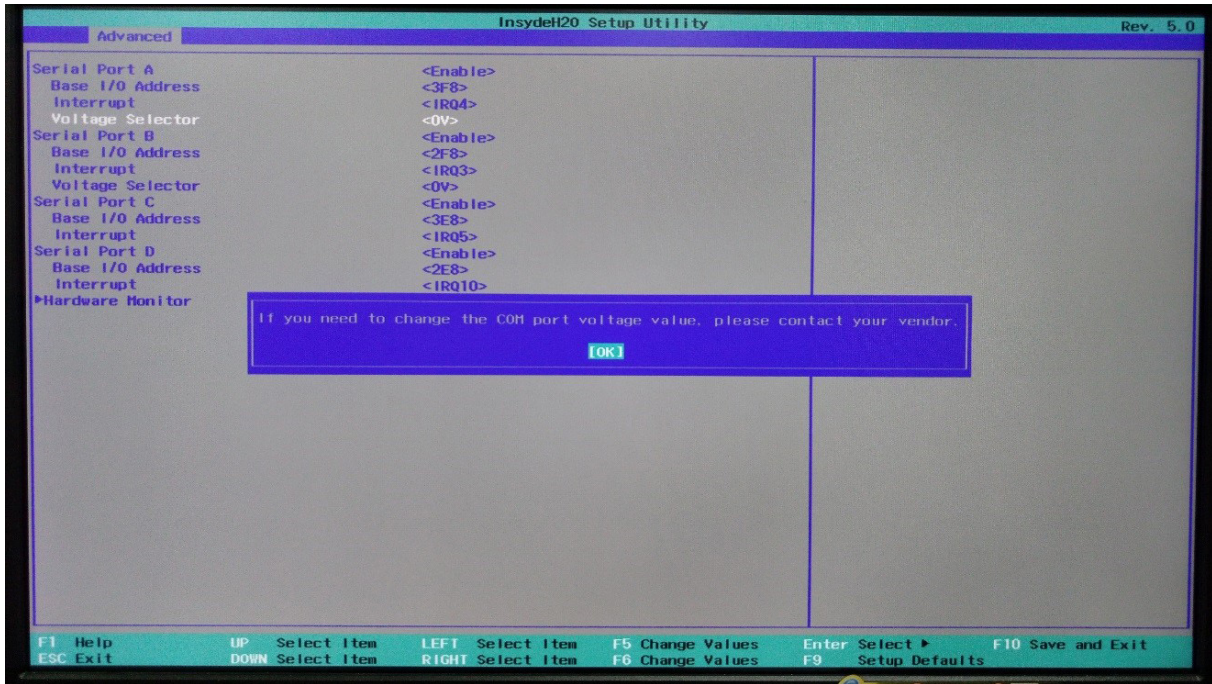 InsydeH20 Setup Utility Rev. 5.0
Advanced
Serial Port A <Enable>
Base I/O Address <3F8>
Interrupt <IRQ4>
Voltage Selector <0V>
Serial Port B <Enable>
Base I/O Address <2F8>
Interrupt <IRQ3>
Voltage Selector <0V>
Serial Port C <Enable>
Base I/O Address <3E8>
Interrupt <IRQ5>
Serial Port D <Enable>
Base I/O Address <2E8>
Interrupt <IRQ10>
▶Hardware Monitor
If you need to change the COM port voltage value, please contact your vendor.
[OK]
F1 Help UP Select Item LEFT Select Item F5 Change Values Enter Select ▶ F10 Save and Exit
ESC Exit DOWN Select Item RIGHT Select Item F6 Change Values F9 Setup Defaults